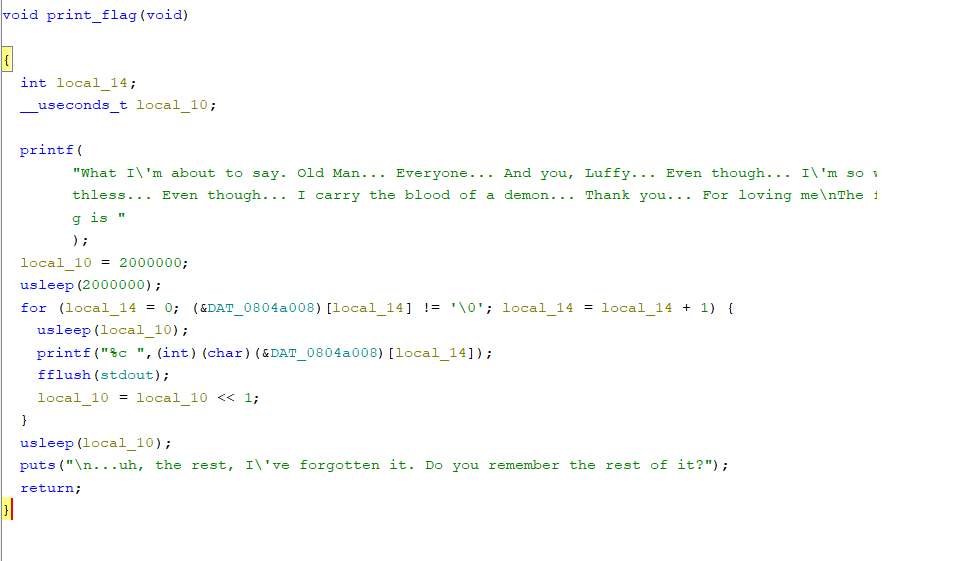 void print_flag(void)
{
int local_14;
__useconds_t local_10;
printf(
"What I\'m about to say. Old Man... Everyone... And you, Luffy... Even though... I\'m so
thless... Even though... I carry the blood of a demon... Thank you... For loving me\nThe
g is "
);
local_10 = 2000000;
usleep(2000000);
for (local_14 = 0; (&DAT_0804a008)[local_14] != '\0'; local_14 = local_14 + 1) {
usleep(local_10);
printf("%c ",(int)(char)(&DAT_0804a008)[local_14]);
fflush(stdout);
local_10 = local_10 << 1;
}
usleep(local_10);
puts("\n...uh, the rest, I\'ve forgotten it. Do you remember the rest of it?");
return;
}